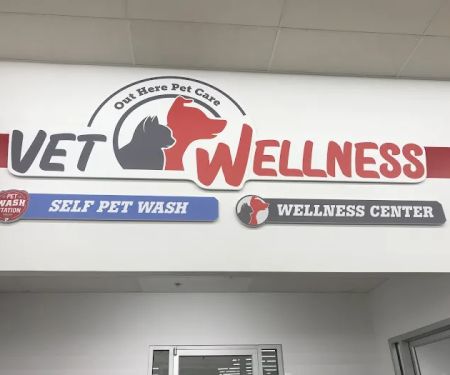 Out Here Pet Care
VET WELLNESS
PET
WASH
STATION
SELF PET WASH
WELLNESS CENTER